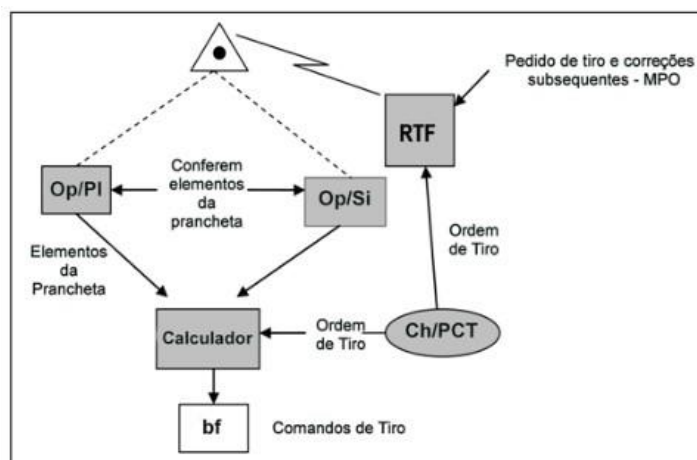 Pedido de tiro e correções
subsequentes - MPO
RTF
Conferem
elementos
da
prancheta
Op/PI
Op/Si
Elementos
da
Prancheta
Ordem
de Tiro
Calculador
Ordem
de Tiro
Ch/PCT
bf
Comandos de Tiro